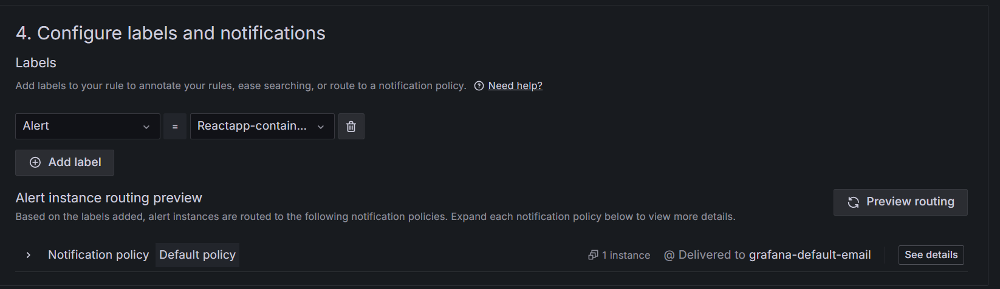 4. Configure labels and notifications
Labels
Add labels to your rule to annotate your rules, ease searching, or route to a notification policy. Need help?
Alert = Reactapp-contain...
Add label
Alert instance routing preview
Preview routing
Based on the labels added, alert instances are routed to the following notification policies. Expand each notification policy below to view more details.
Notification policy Default policy 1 instance @ Delivered to grafana-default-email See details